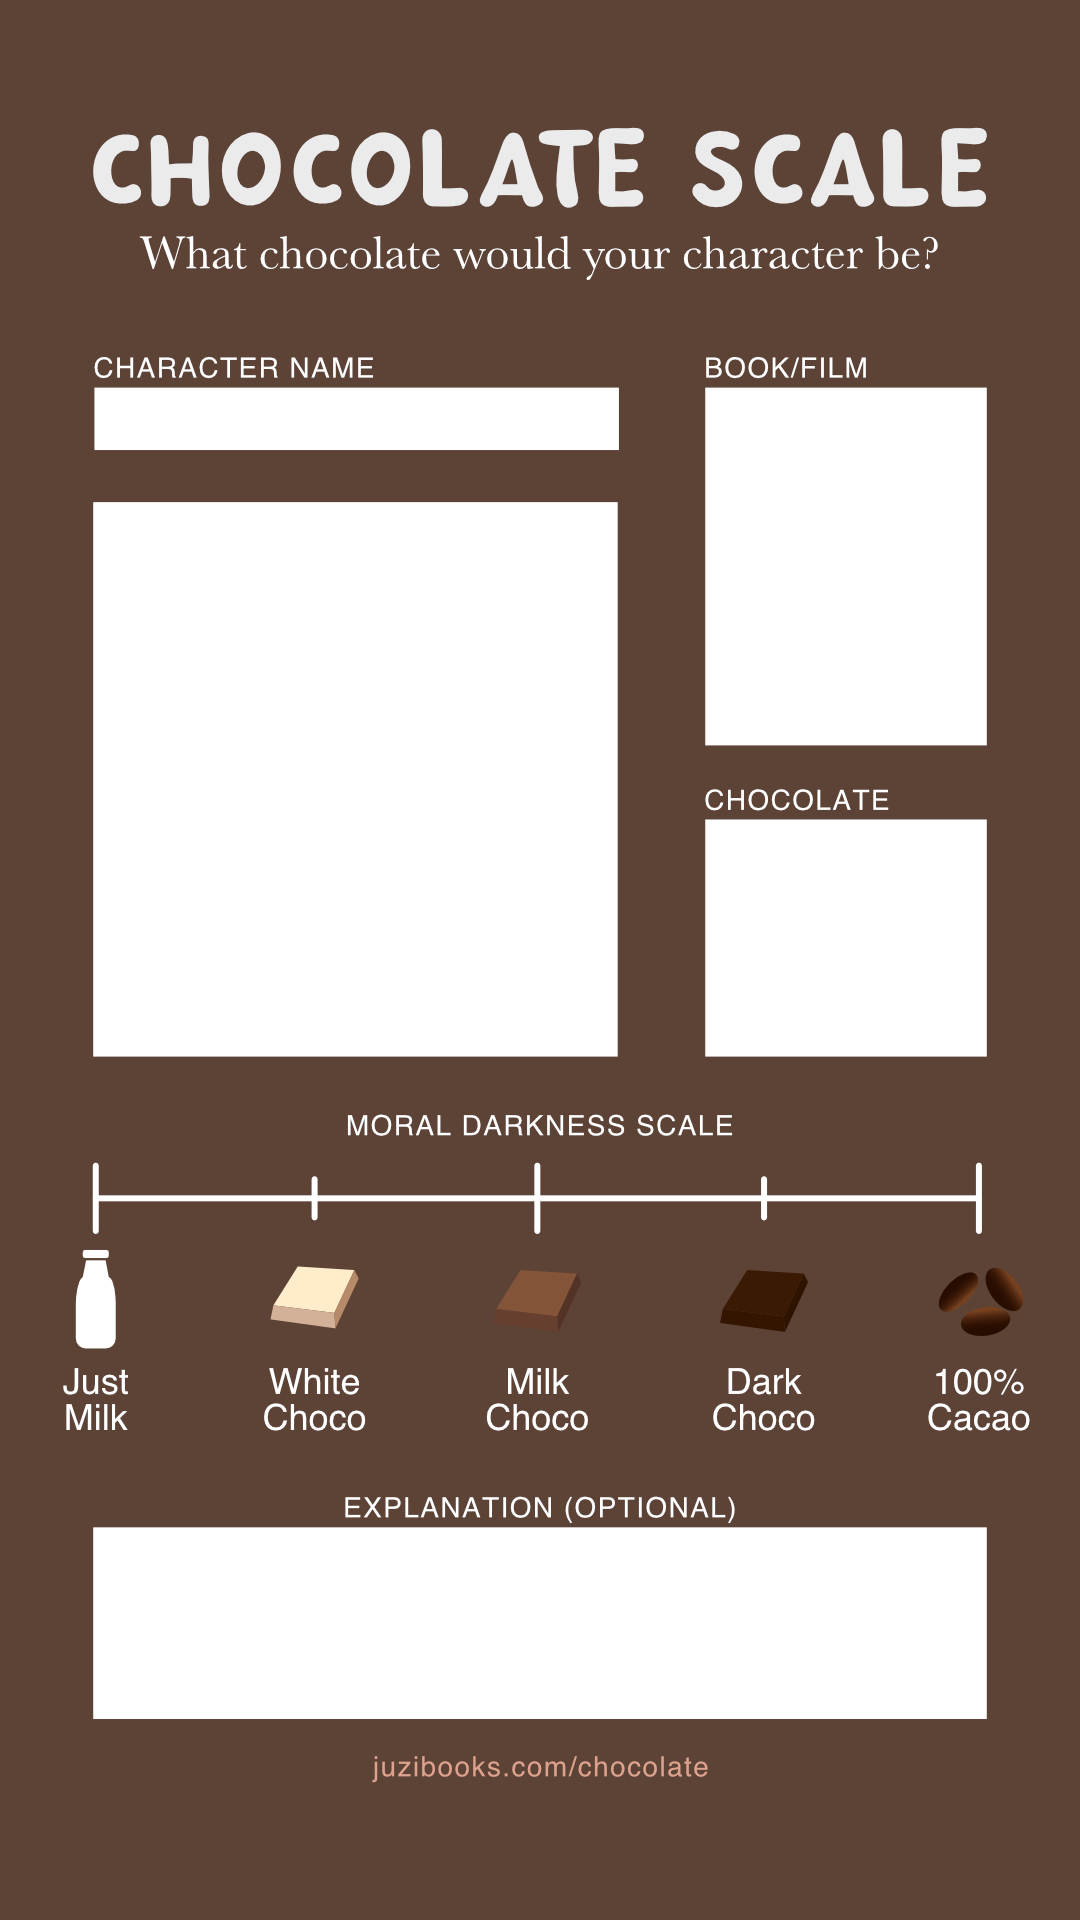 CHOCOLATE SCALE
What chocolate would your character be?
CHARACTER NAME
BOOK/FILM
CHOCOLATE
MORAL DARKNESS SCALE
Just
Milk
White
Choco
Milk
Choco
Dark
Choco
100%
Cacao
EXPLANATION (OPTIONAL)
juzibooks.com/chocolate